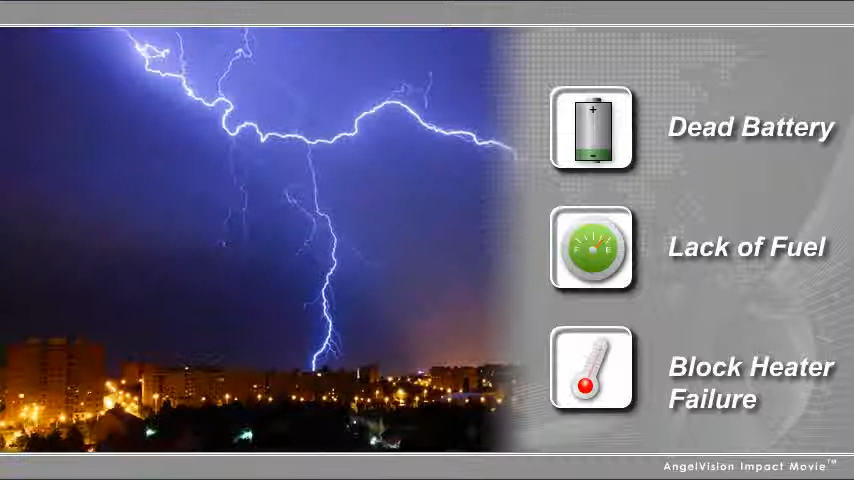 Dead Battery
F E
Lack of Fuel
Block Heater
Failure
AngelVision Impact Movie™